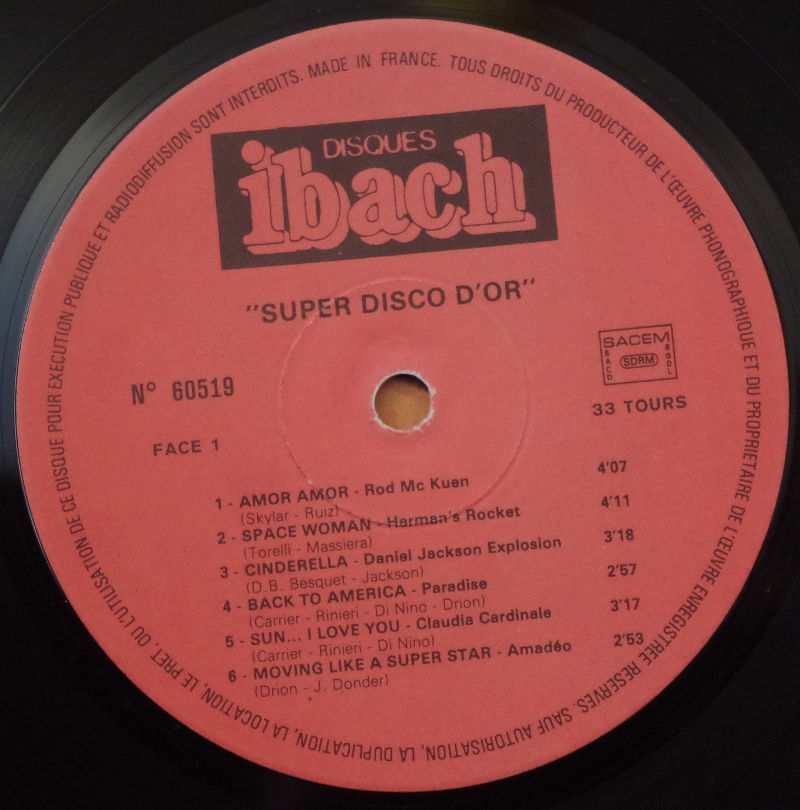 DISQUES
ibach
"SUPER DISCO D'OR"
N° 60519
SACEM
SACD
SDRM
SGDL
33 TOURS
FACE 1
1 - AMOR AMOR - Rod Mc Kuen 4'07
(Skylar - Ruiz)
2 - SPACE WOMAN - Herman's Rocket 4'11
(Torelli - Massiera)
3 - CINDERELLA - Daniel Jackson Explosion 3'18
(D.B. Besquet - Jackson)
4 - BACK TO AMERICA - Paradise 2'57
(Carrier - Rinieri - Di Nino - Drion)
5 - SUN... I LOVE YOU - Claudia Cardinale 3'17
(Carrier - Rinieri - Di Nino)
6 - MOVING LIKE A SUPER STAR - Amadéo 2'53
(Drion - J. Donder)
MADE IN FRANCE. TOUS DROITS DU PRODUCTEUR DE L'ŒUVRE PHONOGRAPHIQUE ET DU PROPRIETAIRE DE L'ŒUVRE ENREGISTREE RESERVES. SAUF AUTORISATION, LA DUPLICATION, LA LOCATION, LE PRET, OU L'UTILISATION DE CE DISQUE POUR EXECUTION PUBLIQUE ET RADIODIFFUSION SONT INTERDITS.